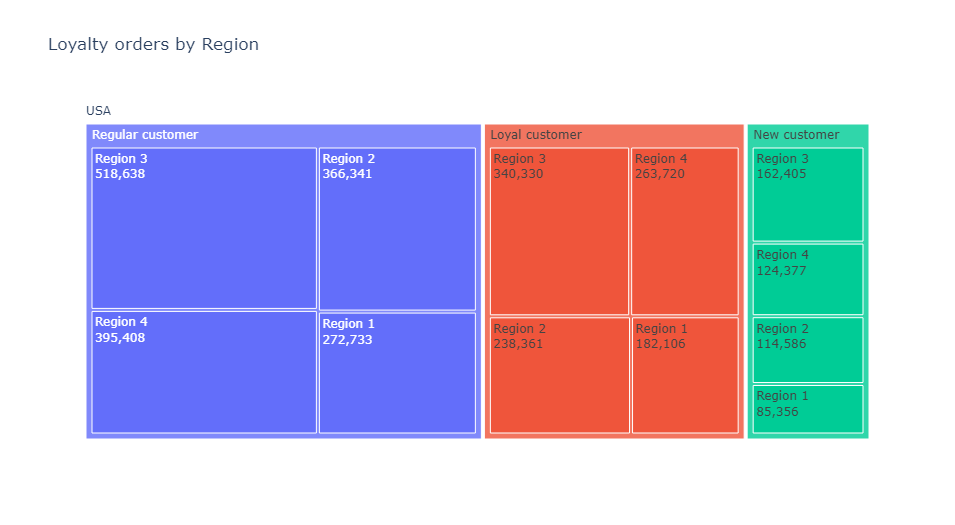 Loyalty orders by Region
USA
Regular customer
Region 3
518,638
Region 2
366,341
Region 4
395,408
Region 1
272,733
Loyal customer
Region 3
340,330
Region 4
263,720
Region 2
238,361
Region 1
182,106
New customer
Region 3
162,405
Region 4
124,377
Region 2
114,586
Region 1
85,356